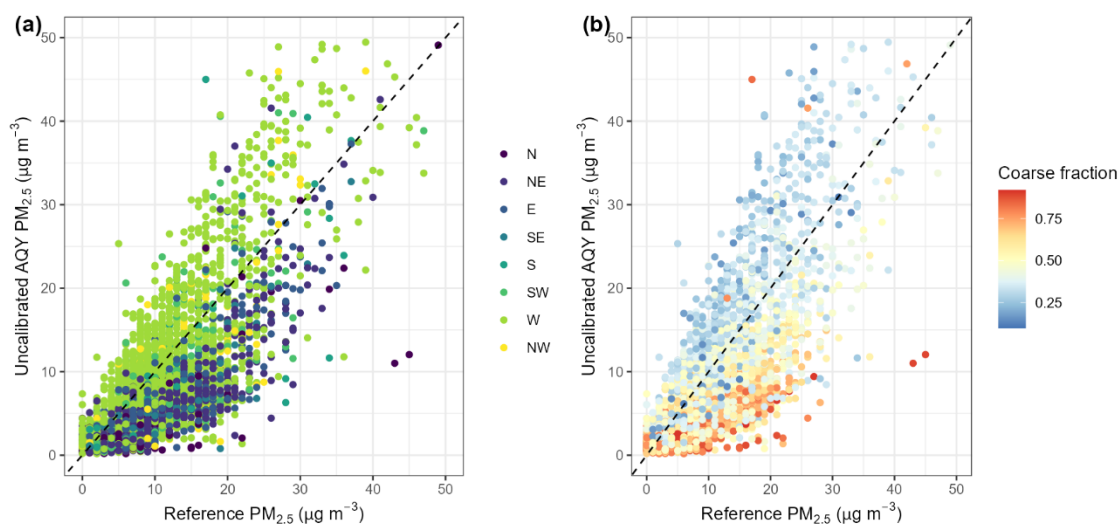 (a)
Uncalibrated AQY PM2.5 (µg m−3)
50
40
30
20
10
0
0 10 20 30 40 50
Reference PM2.5 (µg m−3)
N
NE
E
SE
S
SW
W
NW
(b)
Uncalibrated AQY PM2.5 (µg m−3)
50
40
30
20
10
0
0 10 20 30 40 50
Reference PM2.5 (µg m−3)
Coarse fraction
0.75
0.50
0.25